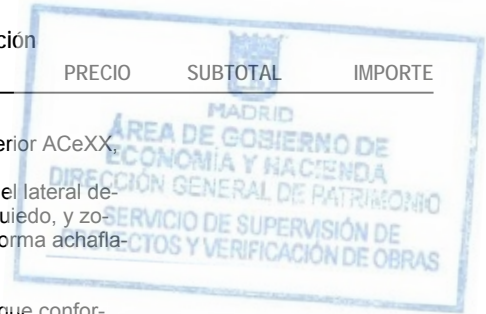 ción
PRECIO SUBTOTAL IMPORTE
MADRID
ÁREA DE GOBIERNO DE
ECONOMÍA Y HACIENDA
DIRECCIÓN GENERAL DE PATRIMONIO
SERVICIO DE SUPERVISIÓN DE
PROYECTOS Y VERIFICACIÓN DE OBRAS
erior ACeXX,
el lateral de-
uiedo, y zo-
orma achafla-
que confor-